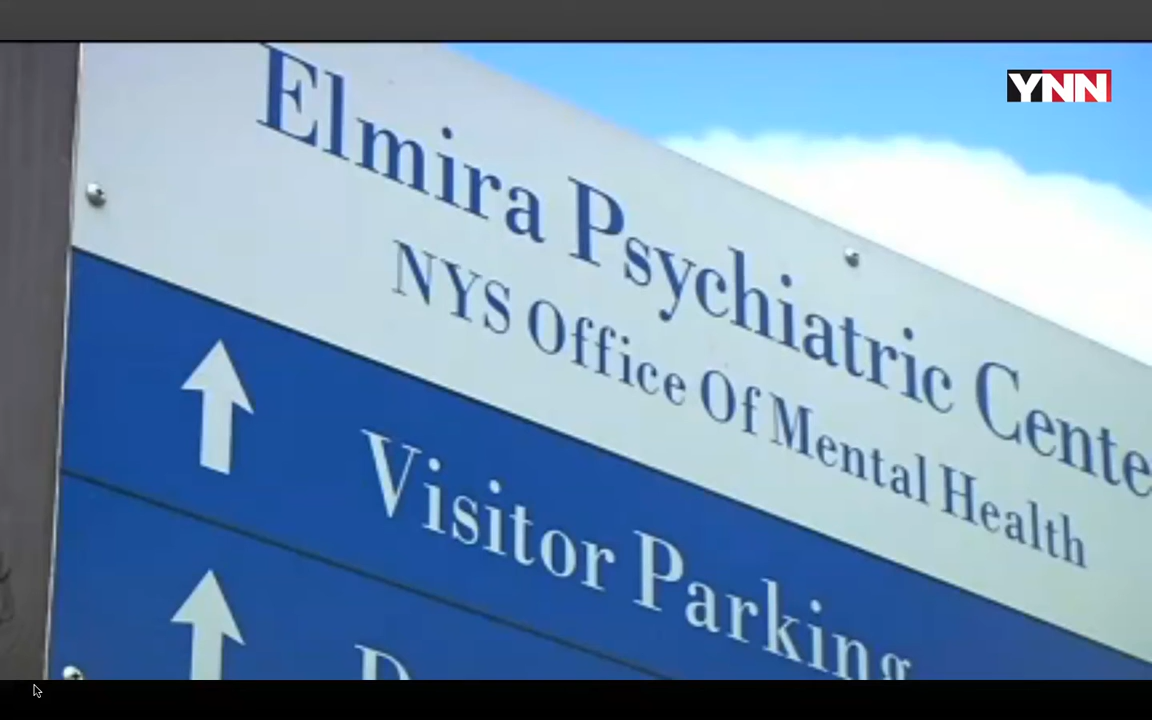 YNN
Elmira Psychiatric Cente
NYS Office Of Mental Health
Visitor Parking